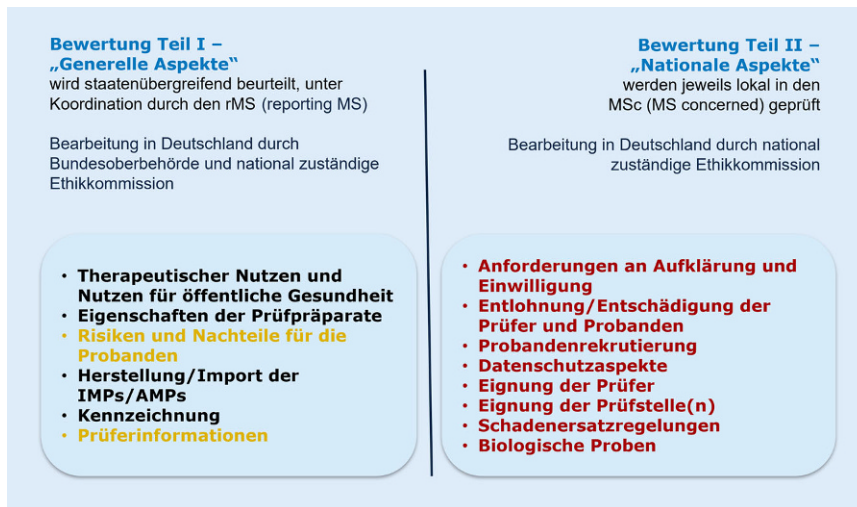 Bewertung Teil I –
„Generelle Aspekte“
wird staatenübergreifend beurteilt, unter
Koordination durch den rMS (reporting MS)
Bearbeitung in Deutschland durch
Bundesoberbehörde und national zuständige
Ethikkommission
• Therapeutischer Nutzen und
Nutzen für öffentliche Gesundheit
• Eigenschaften der Prüfpräparate
• Risiken und Nachteile für die
Probanden
• Herstellung/Import der
IMPs/AMPs
• Kennzeichnung
• Prüferinformationen
Bewertung Teil II –
„Nationale Aspekte“
werden jeweils lokal in den
MSc (MS concerned) geprüft
Bearbeitung in Deutschland durch national
zuständige Ethikkommission
• Anforderungen an Aufklärung und
Einwilligung
• Entlohnung/Entschädigung der
Prüfer und Probanden
• Probandenrekrutierung
• Datenschutzaspekte
• Eignung der Prüfer
• Eignung der Prüfstelle(n)
• Schadenersatzregelungen
• Biologische Proben